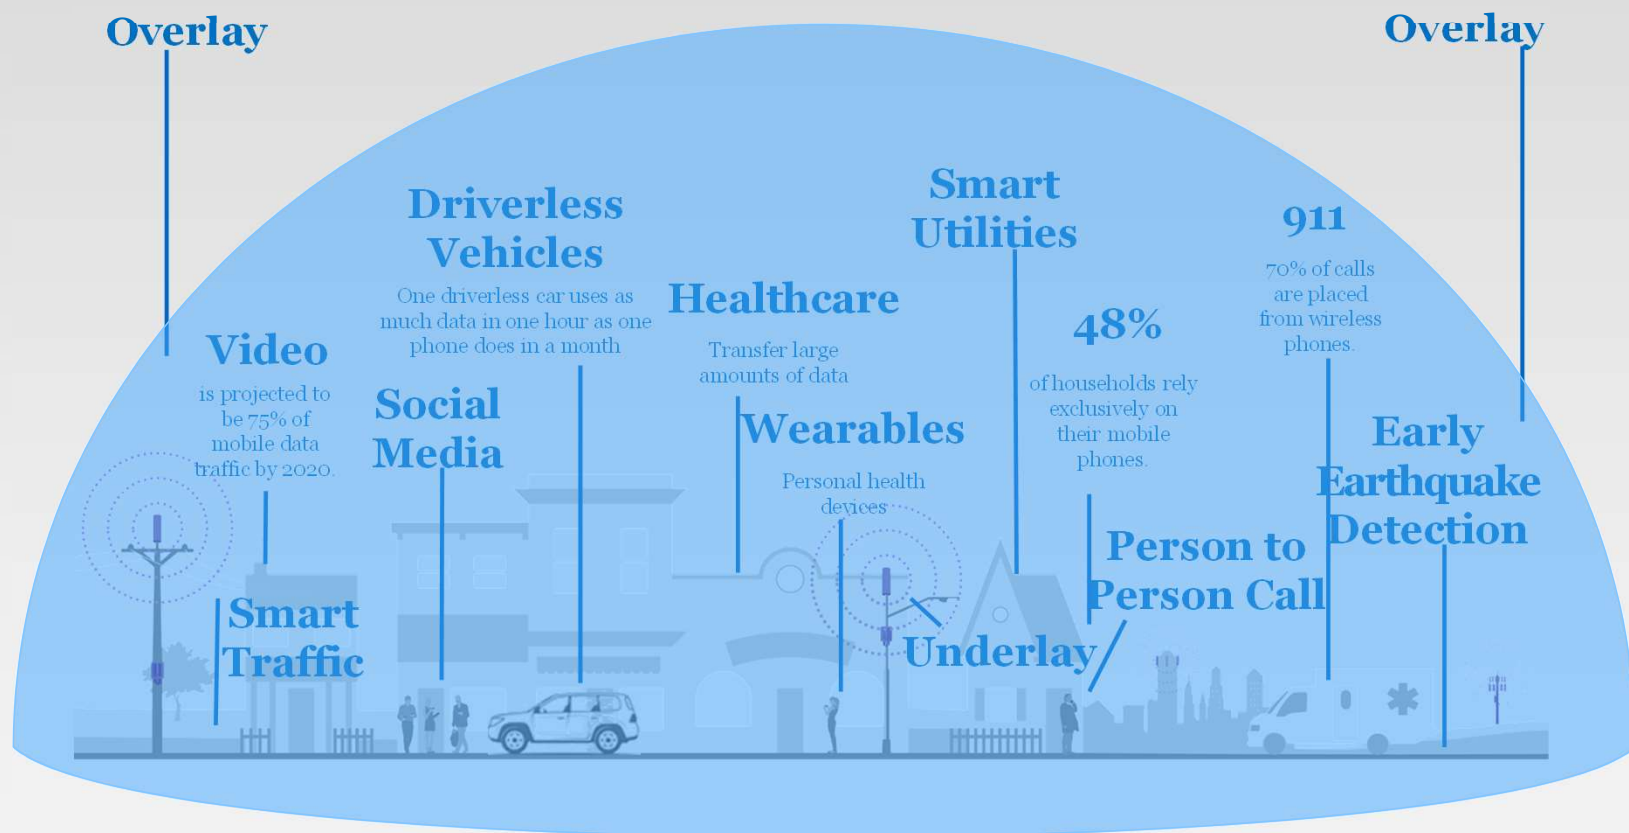 Overlay
Overlay
Driverless
Vehicles
One driverless car uses as
much data in one hour as one
phone does in a month
Smart
Utilities
911
70% of calls
are placed
from wireless
phones.
Healthcare
Transfer large
amounts of data
48%
of households rely
exclusively on
their mobile
phones.
Video
is projected to
be 75% of
mobile data
traffic by 2020.
Social
Media
Wearables
Personal health
devices
Early
Earthquake
Detection
Person to
Person Call
Smart
Traffic
Underlay